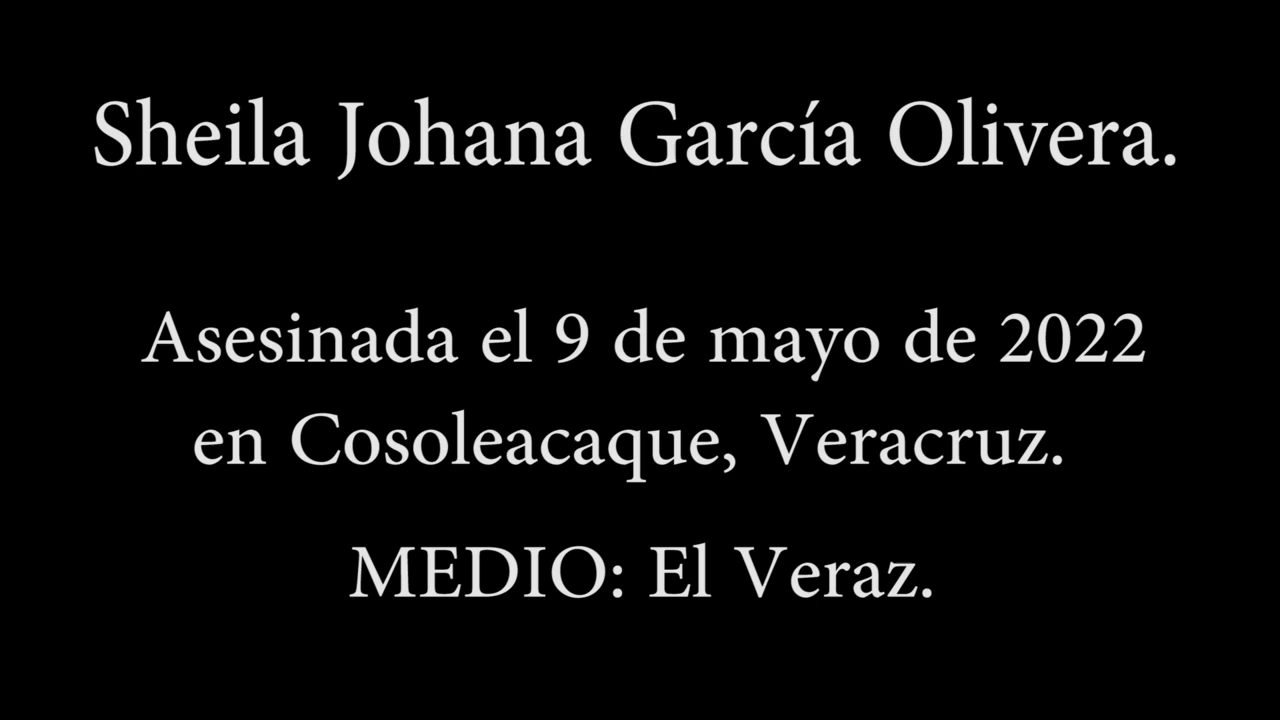 Sheila Johana García Olivera.
Asesinada el 9 de mayo de 2022
en Cosoleacaque, Veracruz.
MEDIO: El Veraz.